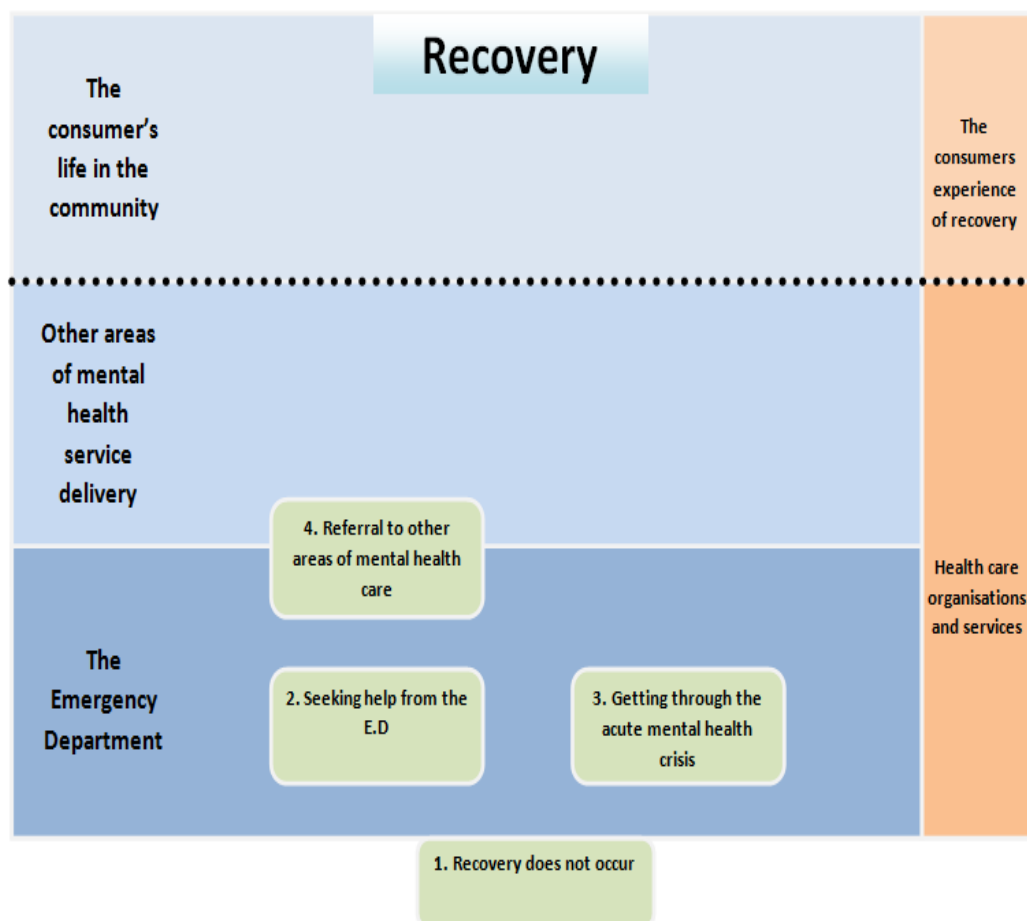 Recovery
The
consumer's
life in the
community
The
consumers
experience
of recovery
Other areas
of mental
health
service
delivery
4. Referral to other
areas of mental health
care
Health care
organisations
and services
The
Emergency
Department
2. Seeking help from the
E.D
3. Getting through the
acute mental health
crisis
1. Recovery does not occur